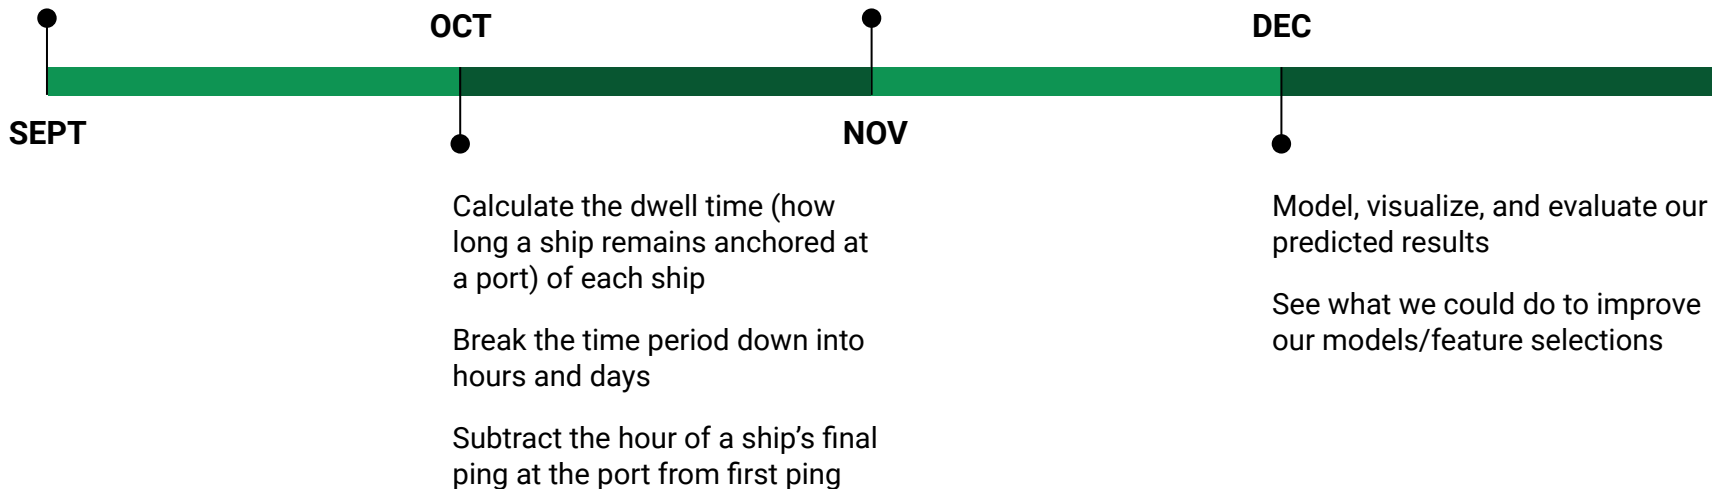 OCT
DEC
SEPT
NOV
Calculate the dwell time (how
long a ship remains anchored at
a port) of each ship
Break the time period down into
hours and days
Subtract the hour of a ship’s final
ping at the port from first ping
Model, visualize, and evaluate our
predicted results
See what we could do to improve
our models/feature selections